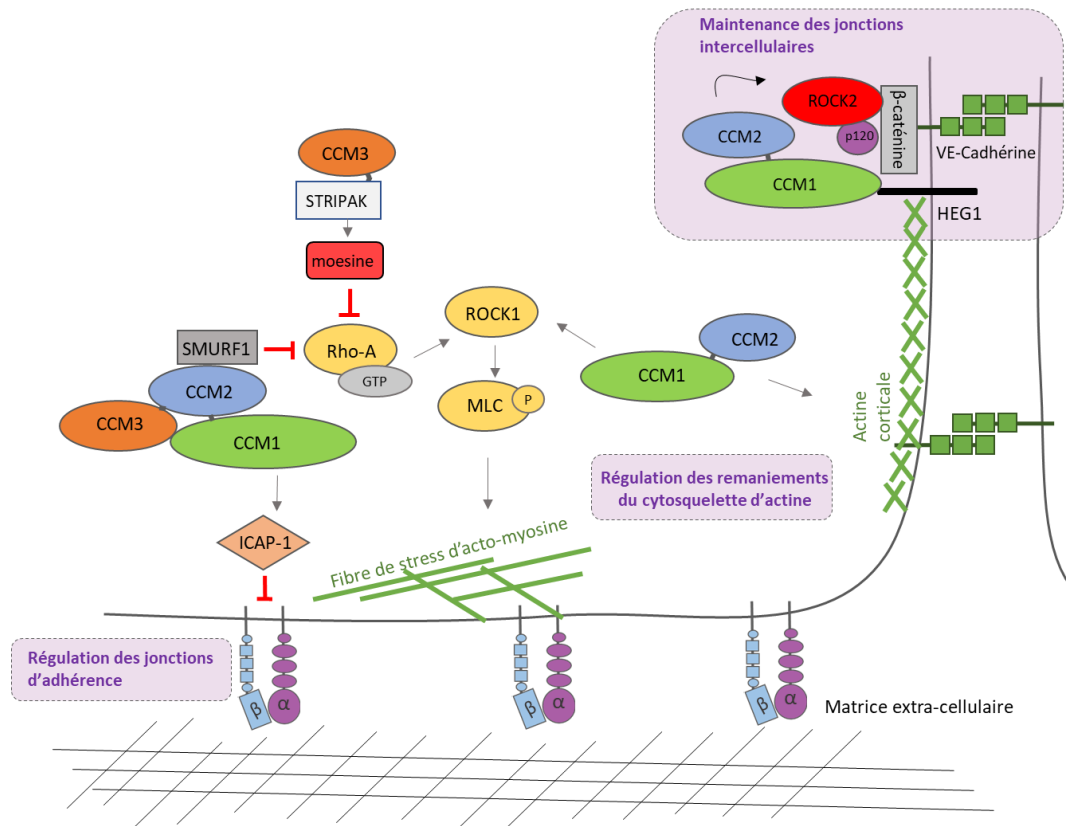 Maintenance des jonctions
intercellulaires
ROCK2
β-caténine
CCM2
p120
VE-Cadhérine
CCM1
HEG1
CCM3
STRIPAK
moesine
ROCK1
SMURF1
Rho-A
GTP
CCM2
CCM2
CCM1
MLC
P
CCM3
CCM1
Actine
corticale
Régulation des remaniements
du cytosquelette d'actine
ICAP-1
Fibre de stress d'acto-myosine
Régulation des jonctions
d'adhérence
β
α
β
α
β
α
Matrice extra-cellulaire